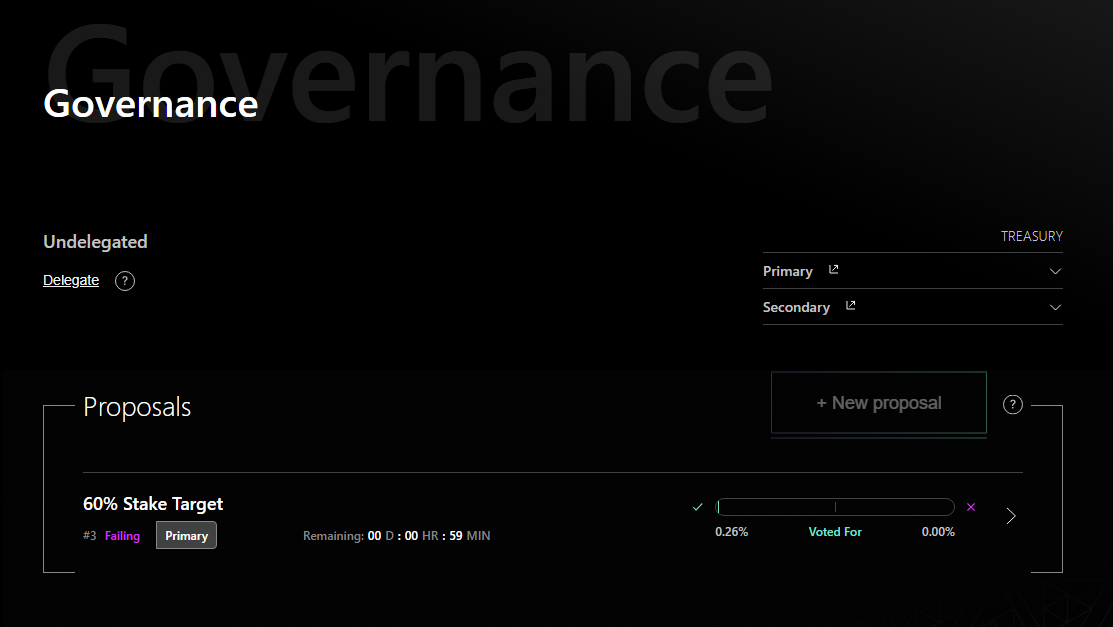 Governance
Governance
Undelegated
Delegate ?
TREASURY
Primary
Secondary
Proposals
+ New proposal ?
60% Stake Target
#3 Failing Primary Remaining: 00 D : 00 HR : 59 MIN
0.26% Voted For 0.00%